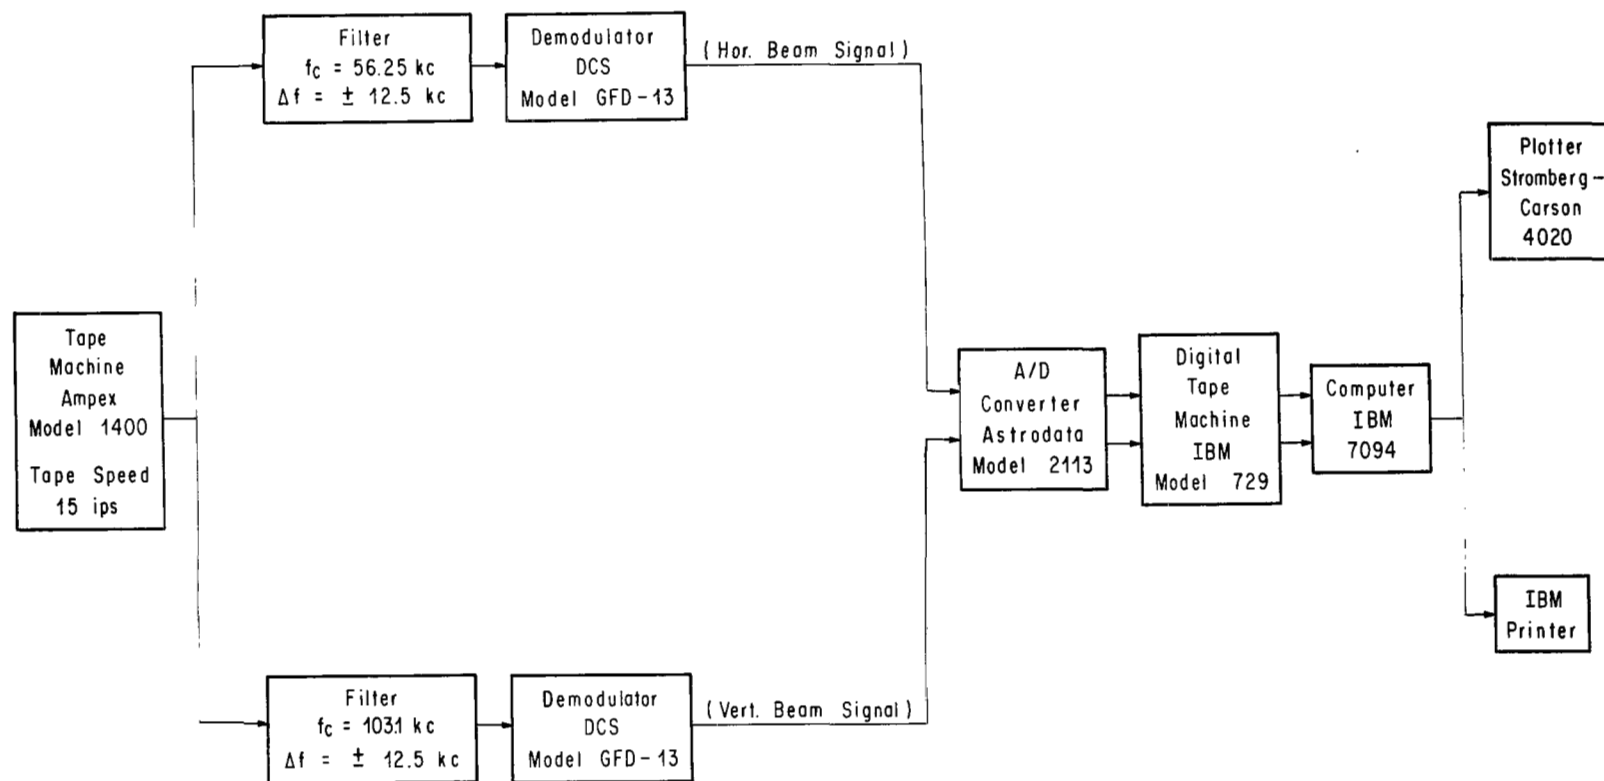 Filter
fc = 56.25 kc
Δf = ± 12.5 kc
Demodulator
DCS
Model GFD-13
(Hor. Beam Signal)
Plotter
Stromberg-
Carson
4020
Tape
Machine
Ampex
Model 1400
Tape Speed
15 ips
A/D
Converter
Astrodata
Model 2113
Digital
Tape
Machine
IBM
Model 729
Computer
IBM
7094
IBM
Printer
Filter
fc = 103.1 kc
Δf = ± 12.5 kc
Demodulator
DCS
Model GFD-13
(Vert. Beam Signal)